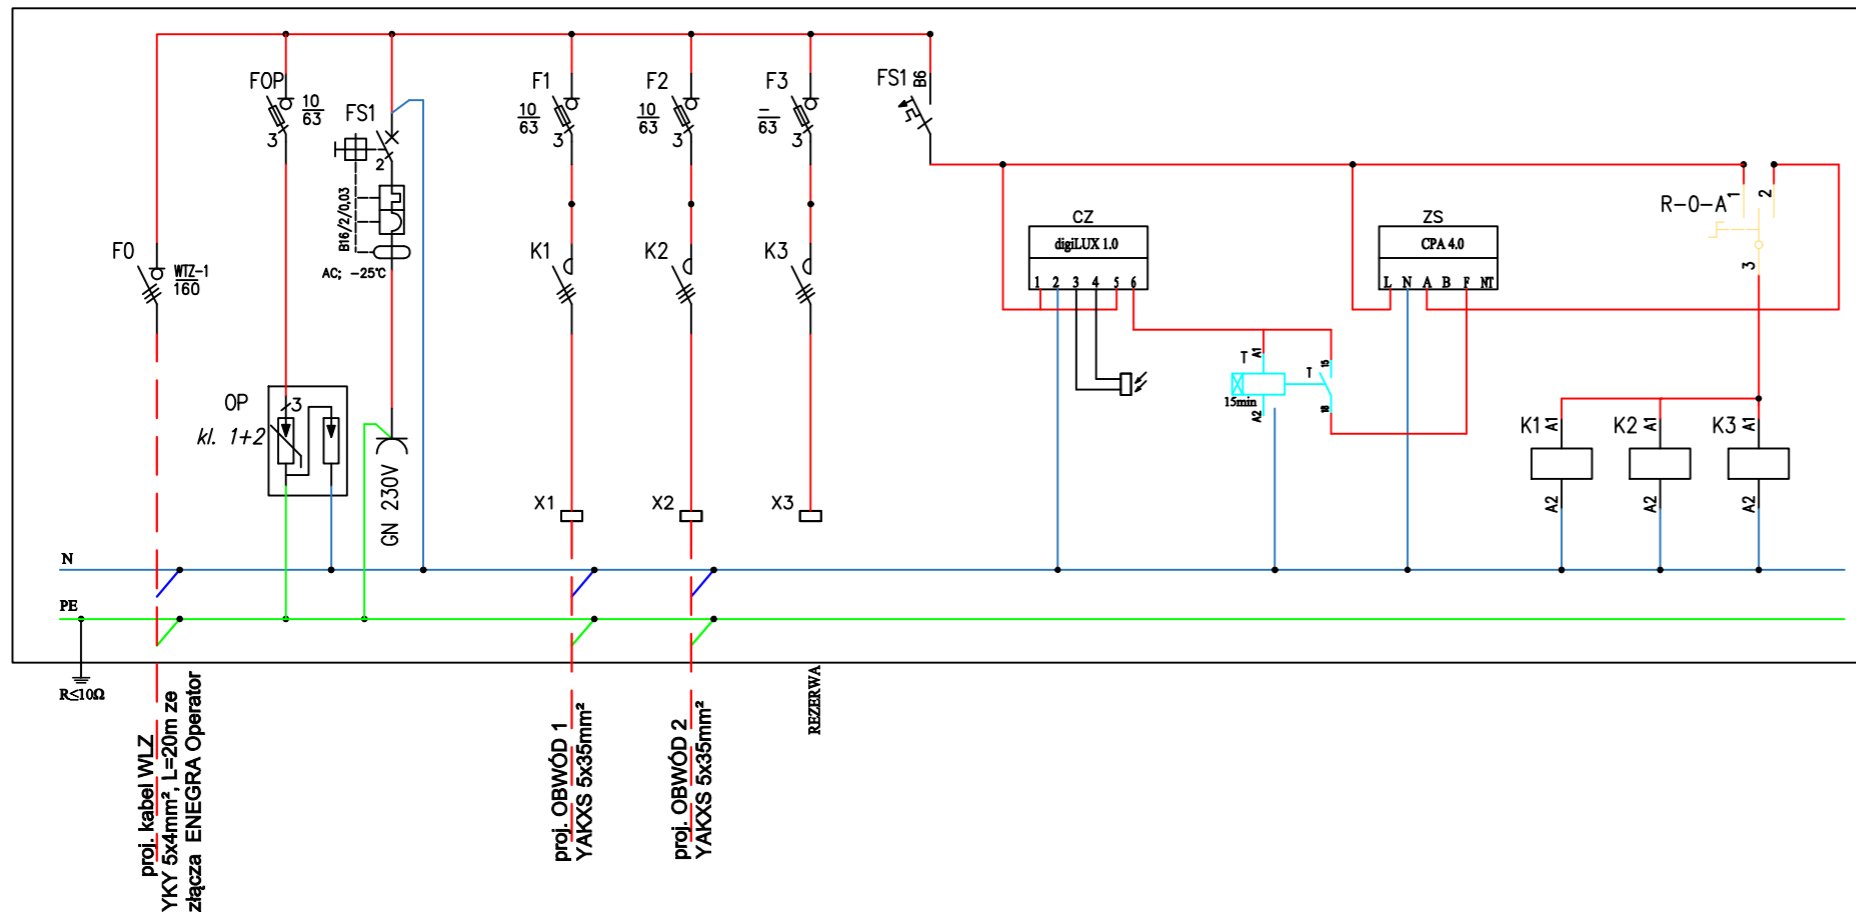 FOP
10
63
3
FS1
2
B16/2/0,03
AC; -25°C
F0
WTZ-1
160
OP
kl. 1+2
3
GN 230V
F1
10
63
3
K1
X1
F2
10
63
3
K2
X2
F3
–
63
3
K3
X3
FS1
B6
CZ
digiLUX 1.0
1 2 3 4 5 6
T
A1
15min
A2
T
15
18
ZS
CPA 4.0
L N A B F NT
R-0-A
1
2
3
K1
A1
A2
K2
A1
A2
K3
A1
A2
N
PE
R≤10Ω
proj. kabel WLZ
YKY 5x4mm², L=20m ze
złącza ENEGRA Operator
proj. OBWÓD 1
YAKXS 5x35mm²
proj. OBWÓD 2
YAKXS 5x35mm²
REZERWA